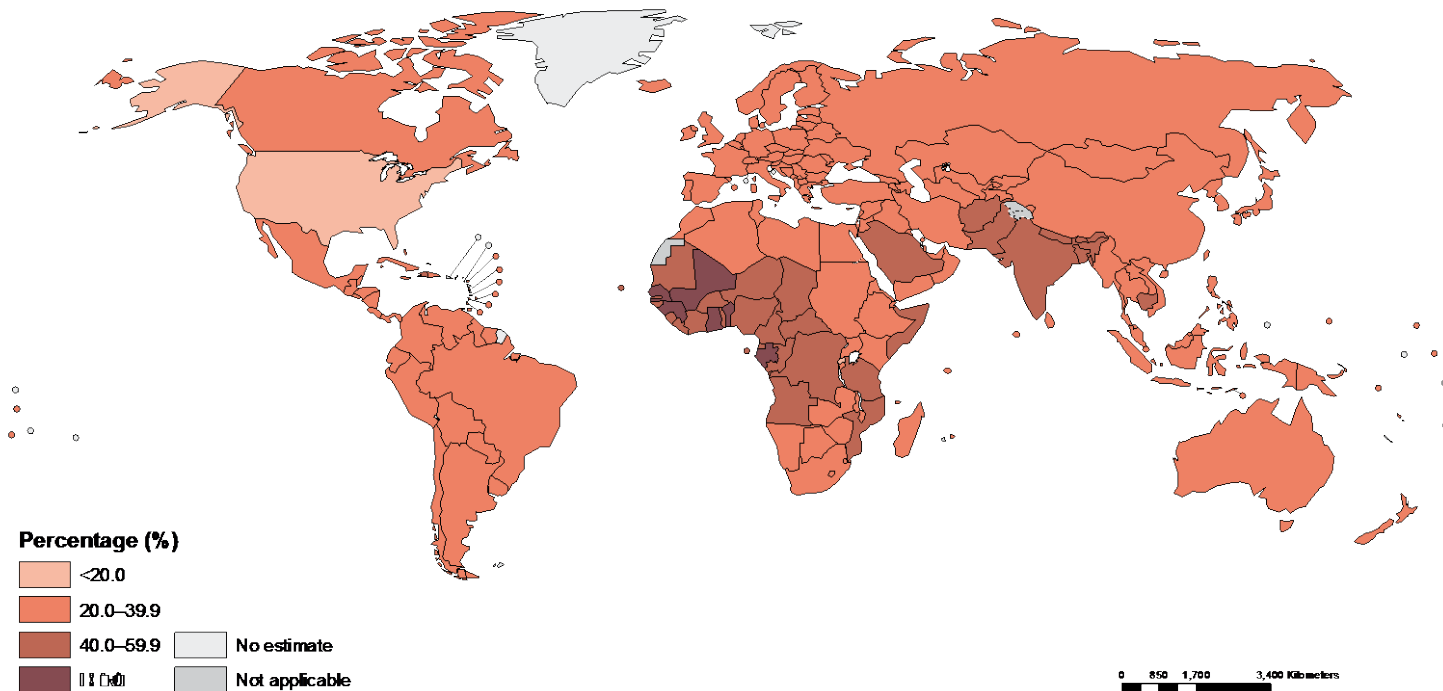 Percentage (%)
<20.0
20.0–39.9
40.0–59.9
No estimate
Not applicable
0 850 1,700 3,400 Kilometers